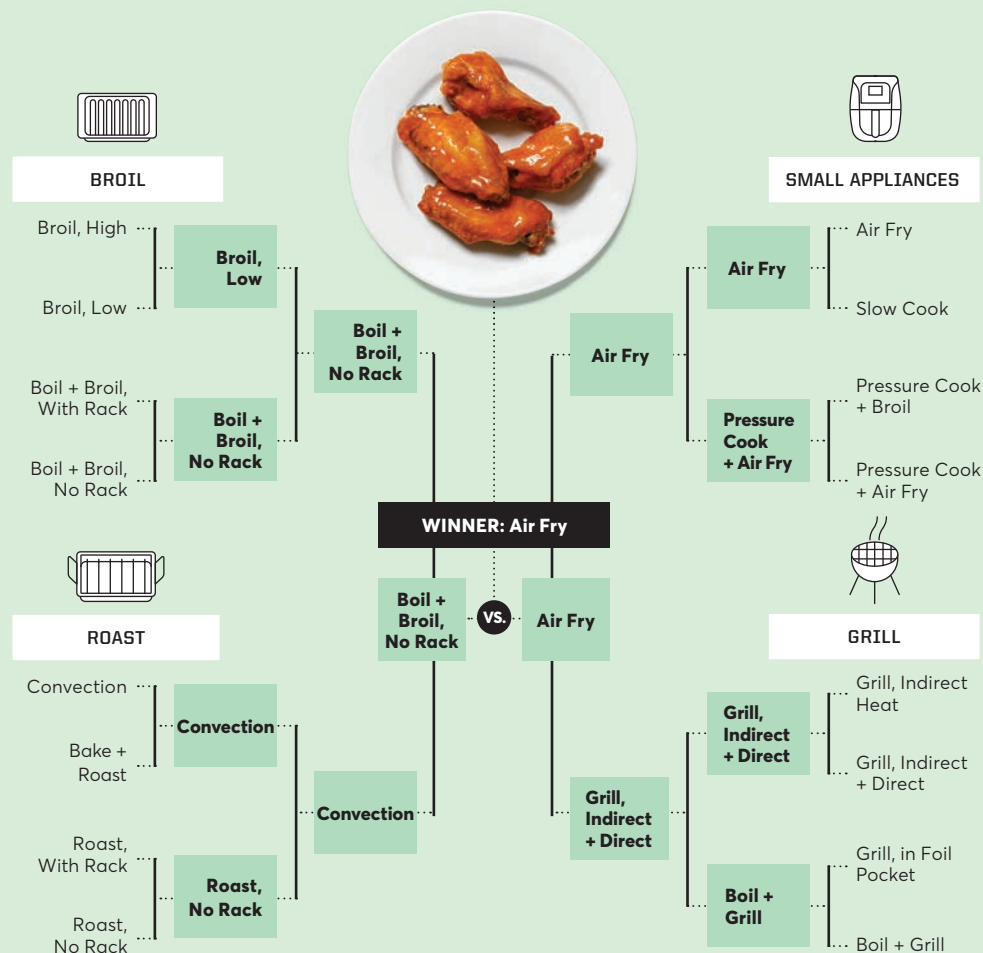 BROIL
Broil, High
Broil, Low
Boil + Broil,
With Rack
Boil + Broil,
No Rack
Broil,
Low
Boil +
Broil,
No Rack
Boil +
Broil,
No Rack
SMALL APPLIANCES
Air Fry
Slow Cook
Pressure Cook
+ Broil
Pressure Cook
+ Air Fry
Air Fry
Pressure
Cook
+ Air Fry
Air Fry
WINNER: Air Fry
Boil +
Broil,
No Rack
VS.
Air Fry
ROAST
Convection
Bake +
Roast
Roast,
With Rack
Roast,
No Rack
Convection
Roast,
No Rack
Convection
GRILL
Grill, Indirect
Heat
Grill, Indirect
+ Direct
Grill, in Foil
Pocket
Boil + Grill
Grill,
Indirect
+ Direct
Boil +
Grill
Grill,
Indirect
+ Direct